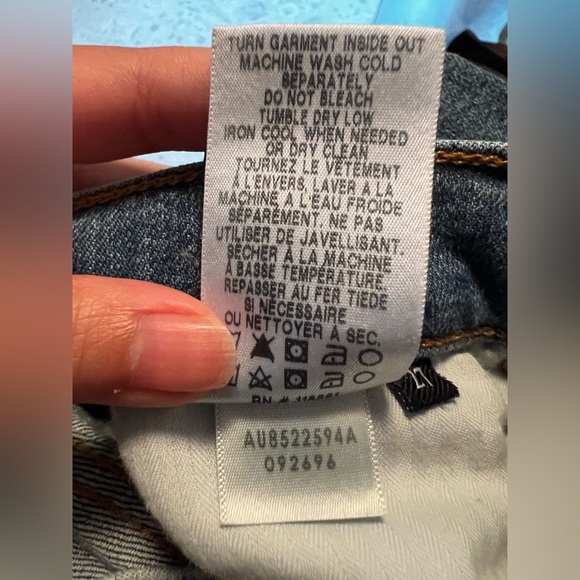 TURN GARMENT INSIDE OUT
MACHINE WASH COLD
SEPARATELY
DO NOT BLEACH
TUMBLE DRY LOW
IRON COOL WHEN NEEDED
OR DRY CLEAN
TOURNEZ LE VÊTEMENT
À L'ENVERS, LAVER A LA
MACHINE A L'EAU FROIDE
SÉPARÉMENT. NE PAS
UTILISER DE JAVELLISANT.
SÉCHER À LA MACHINE
À BASSE TEMPÉRATURE.
REPASSER AU FER TIEDE
SI NÉCESSAIRE
OU NETTOYER A SEC.
RN #
27
AU8522594A
092696